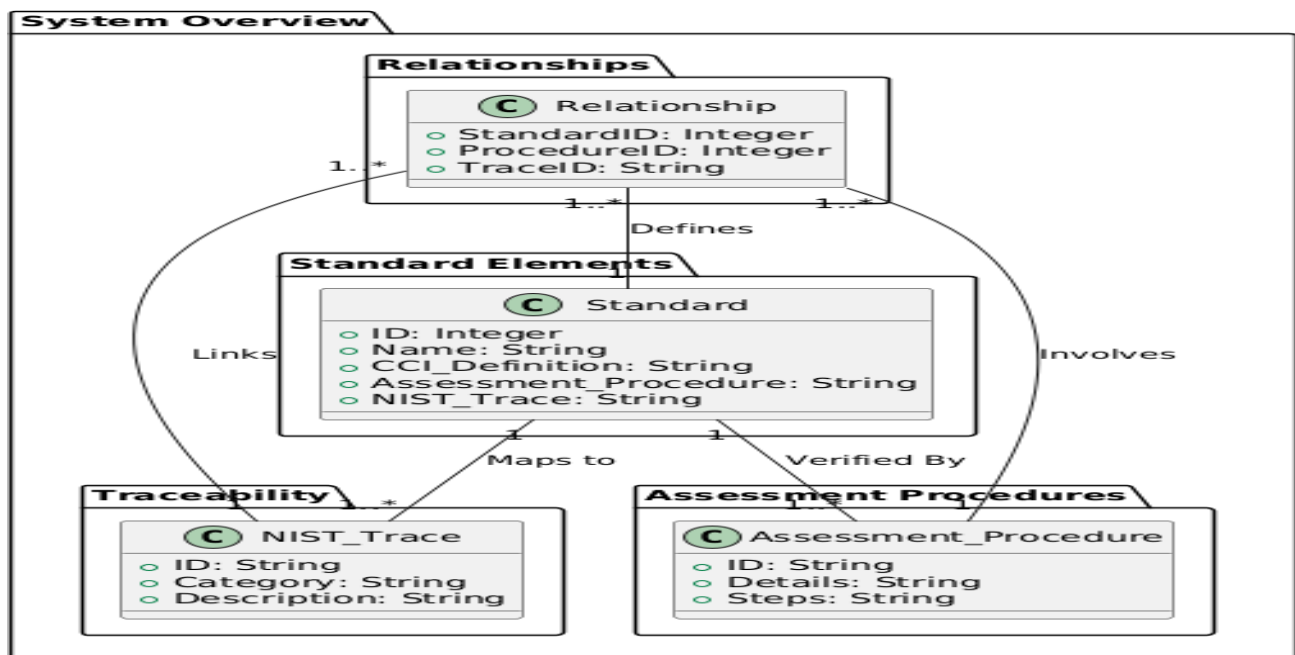 System Overview
Relationships
C Relationship
StandardID: Integer
ProcedureID: Integer
TraceID: String
1..*
1..*
1..*
Defines
Standard Elements
1
C Standard
ID: Integer
Name: String
CCI_Definition: String
Assessment_Procedure: String
NIST_Trace: String
Links
Involves
1
1
Maps to
Verified By
Traceability
1
1..*
Assessment Procedures
1..*
1
C NIST_Trace
ID: String
Category: String
Description: String
C Assessment_Procedure
ID: String
Details: String
Steps: String